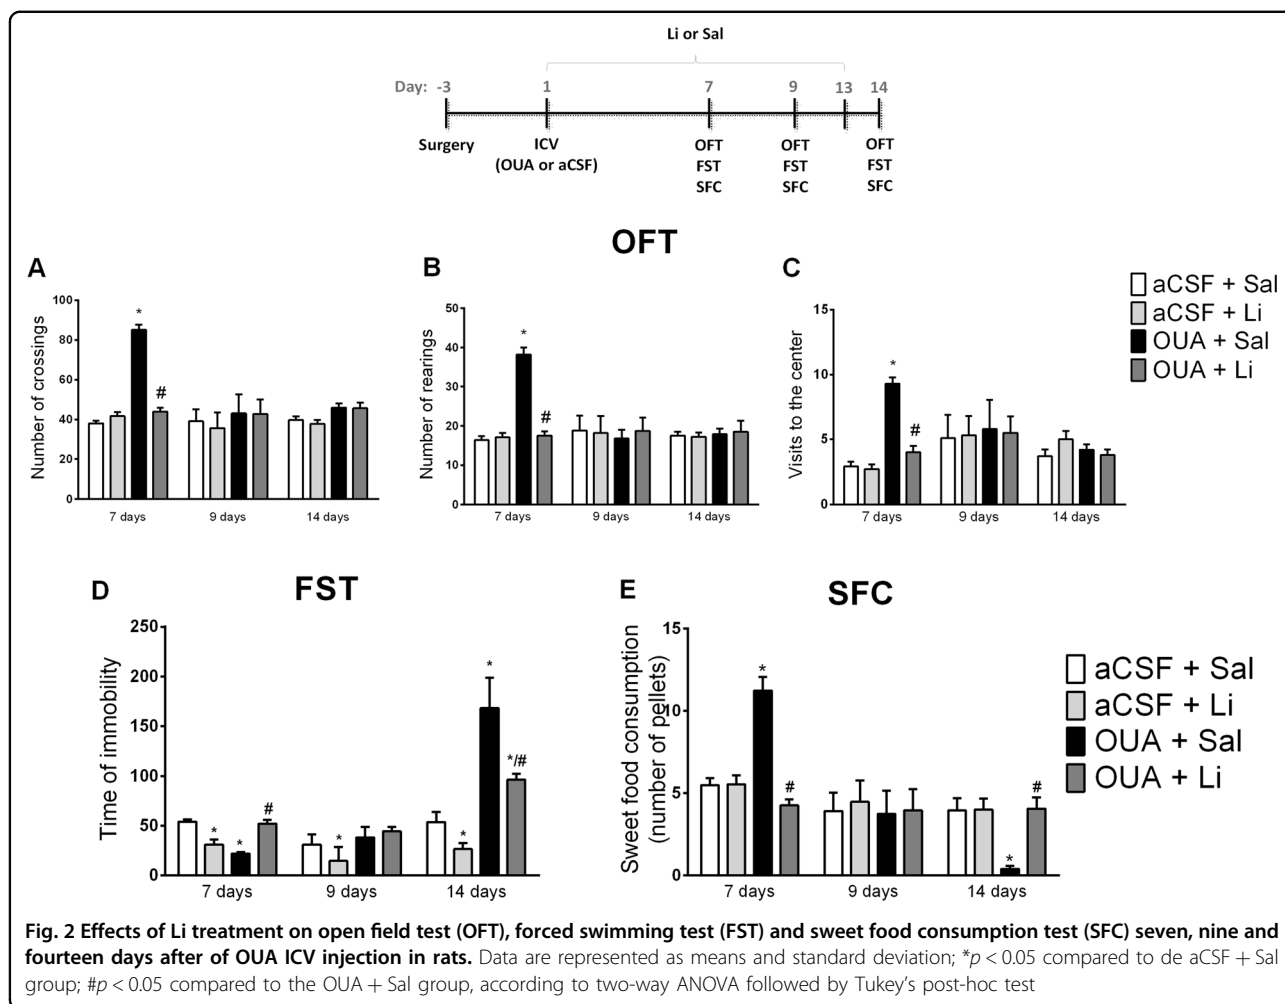 Li or Sal
Day: -3 1 7 9 13 14
Surgery ICV OFT OFT OFT
(OUA or aCSF) FST FST FST
SFC SFC SFC
OFT
A
Number of crossings
100
80
60
40
20
0
*
#
7 days 9 days 14 days
B
Number of rearings
50
40
30
20
10
0
*
#
7 days 9 days 14 days
C
Visits to the center
15
10
5
0
*
#
7 days 9 days 14 days
aCSF + Sal
aCSF + Li
OUA + Sal
OUA + Li
D
FST
Time of immobility
250
200
150
100
50
0
* * # * * * */#
7 days 9 days 14 days
E
SFC
Sweet food consumption
(number of pellets)
15
10
5
0
* # * #
7 days 9 days 14 days
aCSF + Sal
aCSF + Li
OUA + Sal
OUA + Li
Fig. 2 Effects of Li treatment on open field test (OFT), forced swimming test (FST) and sweet food consumption test (SFC) seven, nine and
fourteen days after of OUA ICV injection in rats. Data are represented as means and standard deviation; *p < 0.05 compared to de aCSF + Sal
group; #p < 0.05 compared to the OUA + Sal group, according to two-way ANOVA followed by Tukey's post-hoc test